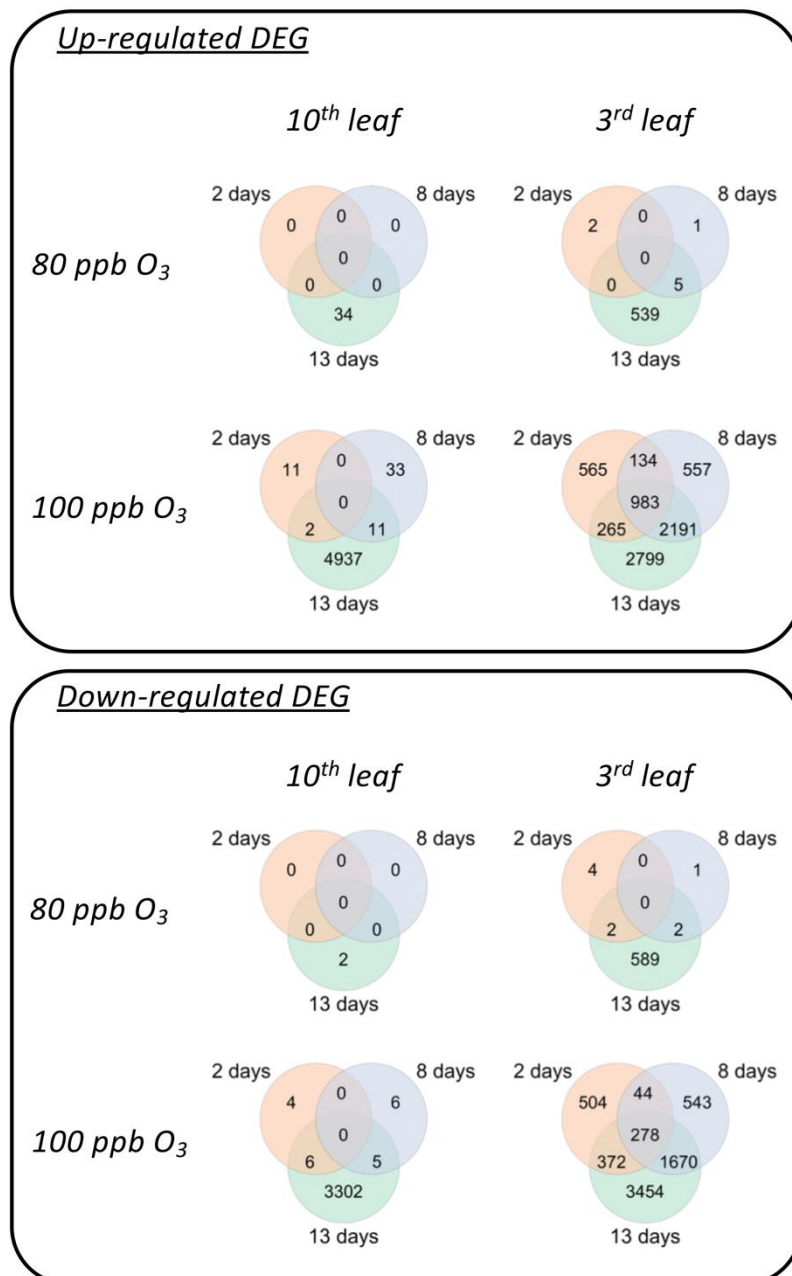 Up-regulated DEG
10th leaf 3rd leaf
2 days 8 days 2 days 8 days
0 0 0 2 0 1
80 ppb O3
0 0
0 0 0 5
34 539
13 days 13 days
2 days 8 days 2 days 8 days
11 0 33 565 134 557
100 ppb O3
0 983
2 11 265 2191
4937 2799
13 days 13 days
Down-regulated DEG
10th leaf 3rd leaf
2 days 8 days 2 days 8 days
0 0 0 4 0 1
80 ppb O3
0 0
0 0 2 2
2 589
13 days 13 days
2 days 8 days 2 days 8 days
4 0 6 504 44 543
100 ppb O3
0 278
6 5 372 1670
3302 3454
13 days 13 days